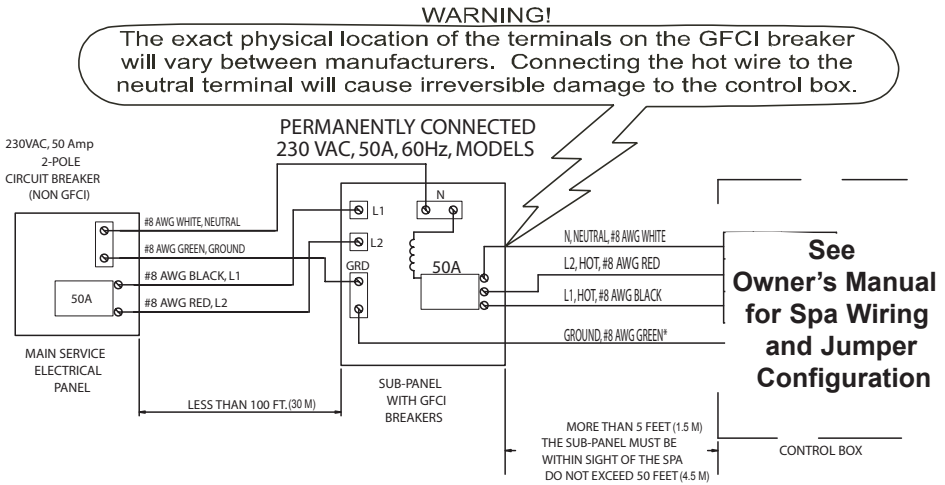 WARNING!
The exact physical location of the terminals on the GFCI breaker
will vary between manufacturers. Connecting the hot wire to the
neutral terminal will cause irreversible damage to the control box.
PERMANENTLY CONNECTED
230 VAC, 50A, 60Hz, MODELS
230VAC, 50 Amp
2-POLE
CIRCUIT BREAKER
(NON GFCI)
#8 AWG WHITE, NEUTRAL
#8 AWG GREEN, GROUND
#8 AWG BLACK, L1
#8 AWG RED, L2
50A
MAIN SERVICE
ELECTRICAL
PANEL
LESS THAN 100 FT. (30 M)
L1
L2
GRD
N
50A
SUB-PANEL
WITH GFCI
BREAKERS
N, NEUTRAL, #8 AWG WHITE
L2, HOT, #8 AWG RED
L1, HOT, #8 AWG BLACK
GROUND, #8 AWG GREEN*
See
Owner's Manual
for Spa Wiring
and Jumper
Configuration
MORE THAN 5 FEET (1.5 M)
THE SUB-PANEL MUST BE
WITHIN SIGHT OF THE SPA
DO NOT EXCEED 50 FEET (4.5 M)
CONTROL BOX